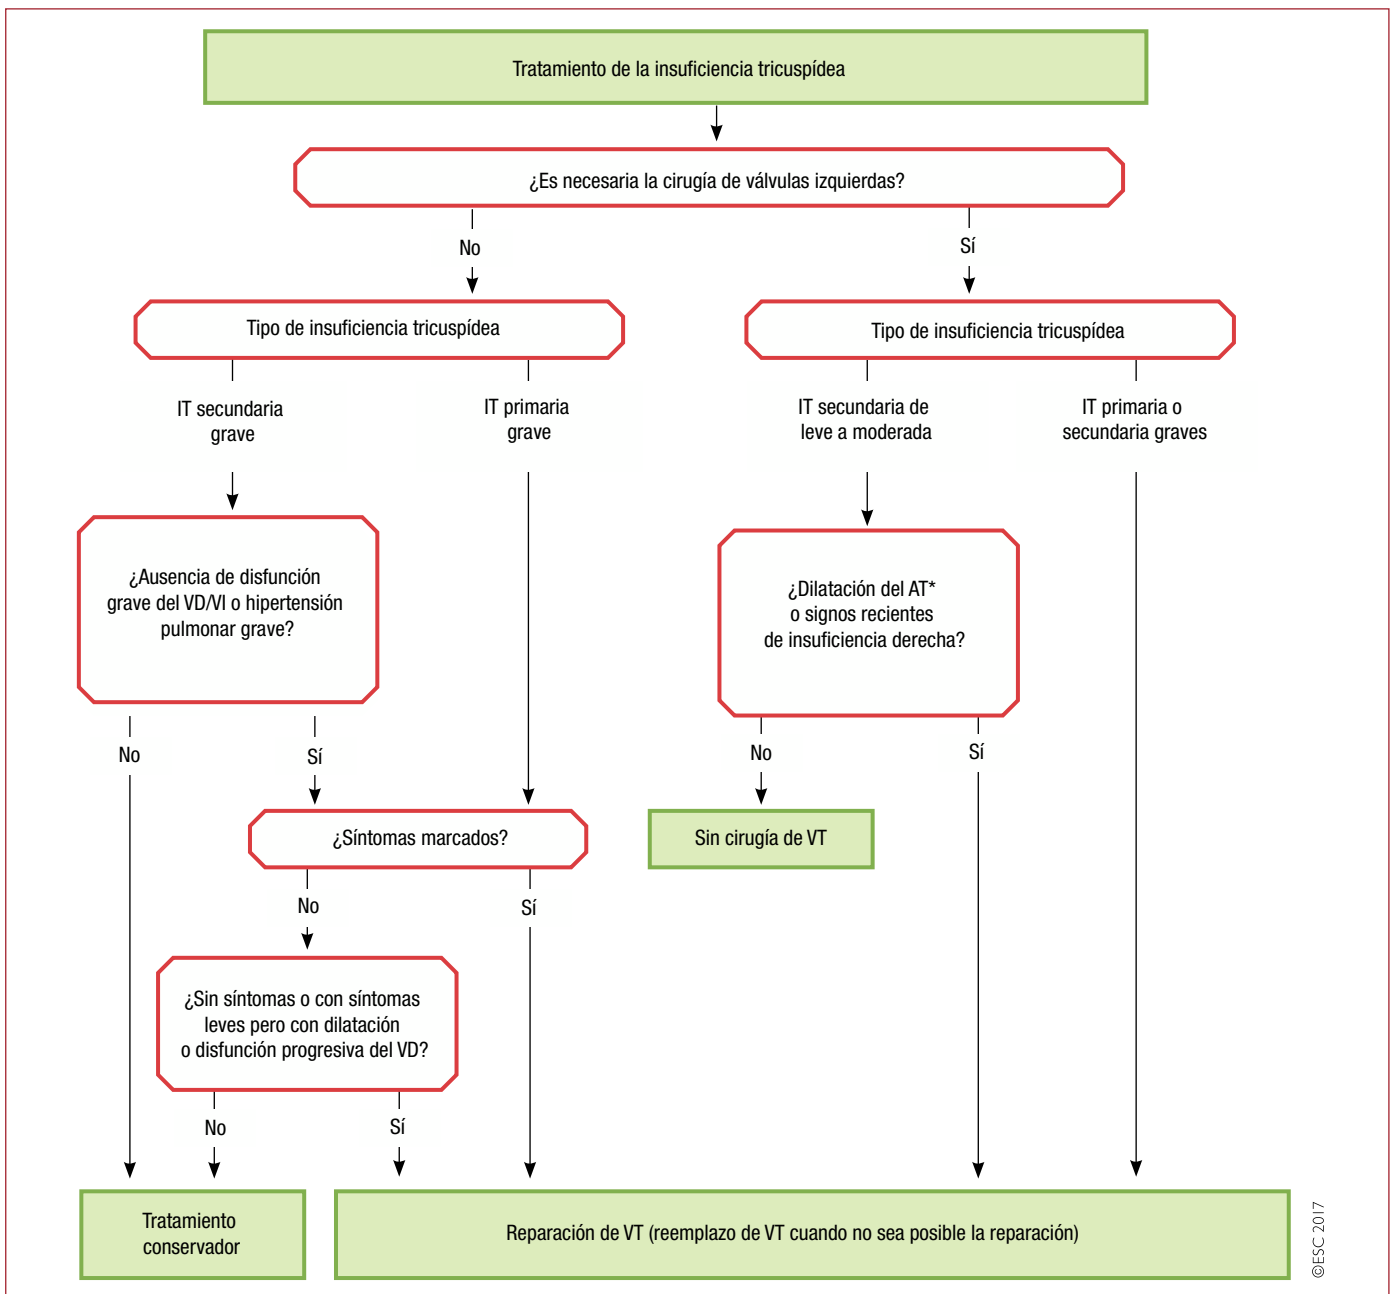 Tratamiento de la insuficiencia tricuspídea
¿Es necesaria la cirugía de válvulas izquierdas?
No
Sí
Tipo de insuficiencia tricuspídea
Tipo de insuficiencia tricuspídea
IT secundaria
grave
IT primaria
grave
IT secundaria de
leve a moderada
IT primaria o
secundaria graves
¿Ausencia de disfunción
grave del VD/VI o hipertensión
pulmonar grave?
¿Dilatación del AT*
o signos recientes
de insuficiencia derecha?
No
Sí
No
Sí
¿Síntomas marcados?
Sin cirugía de VT
No
Sí
¿Sin síntomas o con síntomas
leves pero con dilatación
o disfunción progresiva del VD?
No
Sí
Tratamiento
conservador
Reparación de VT (reemplazo de VT cuando no sea posible la reparación)
©ESC 2017